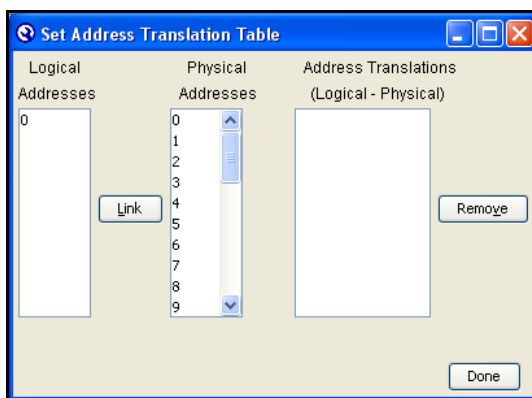 Set Address Translation Table
Logical
Addresses
Physical
Addresses
Address Translations
(Logical - Physical)
0
Link
0
1
2
3
4
5
6
7
8
9
Remove
Done